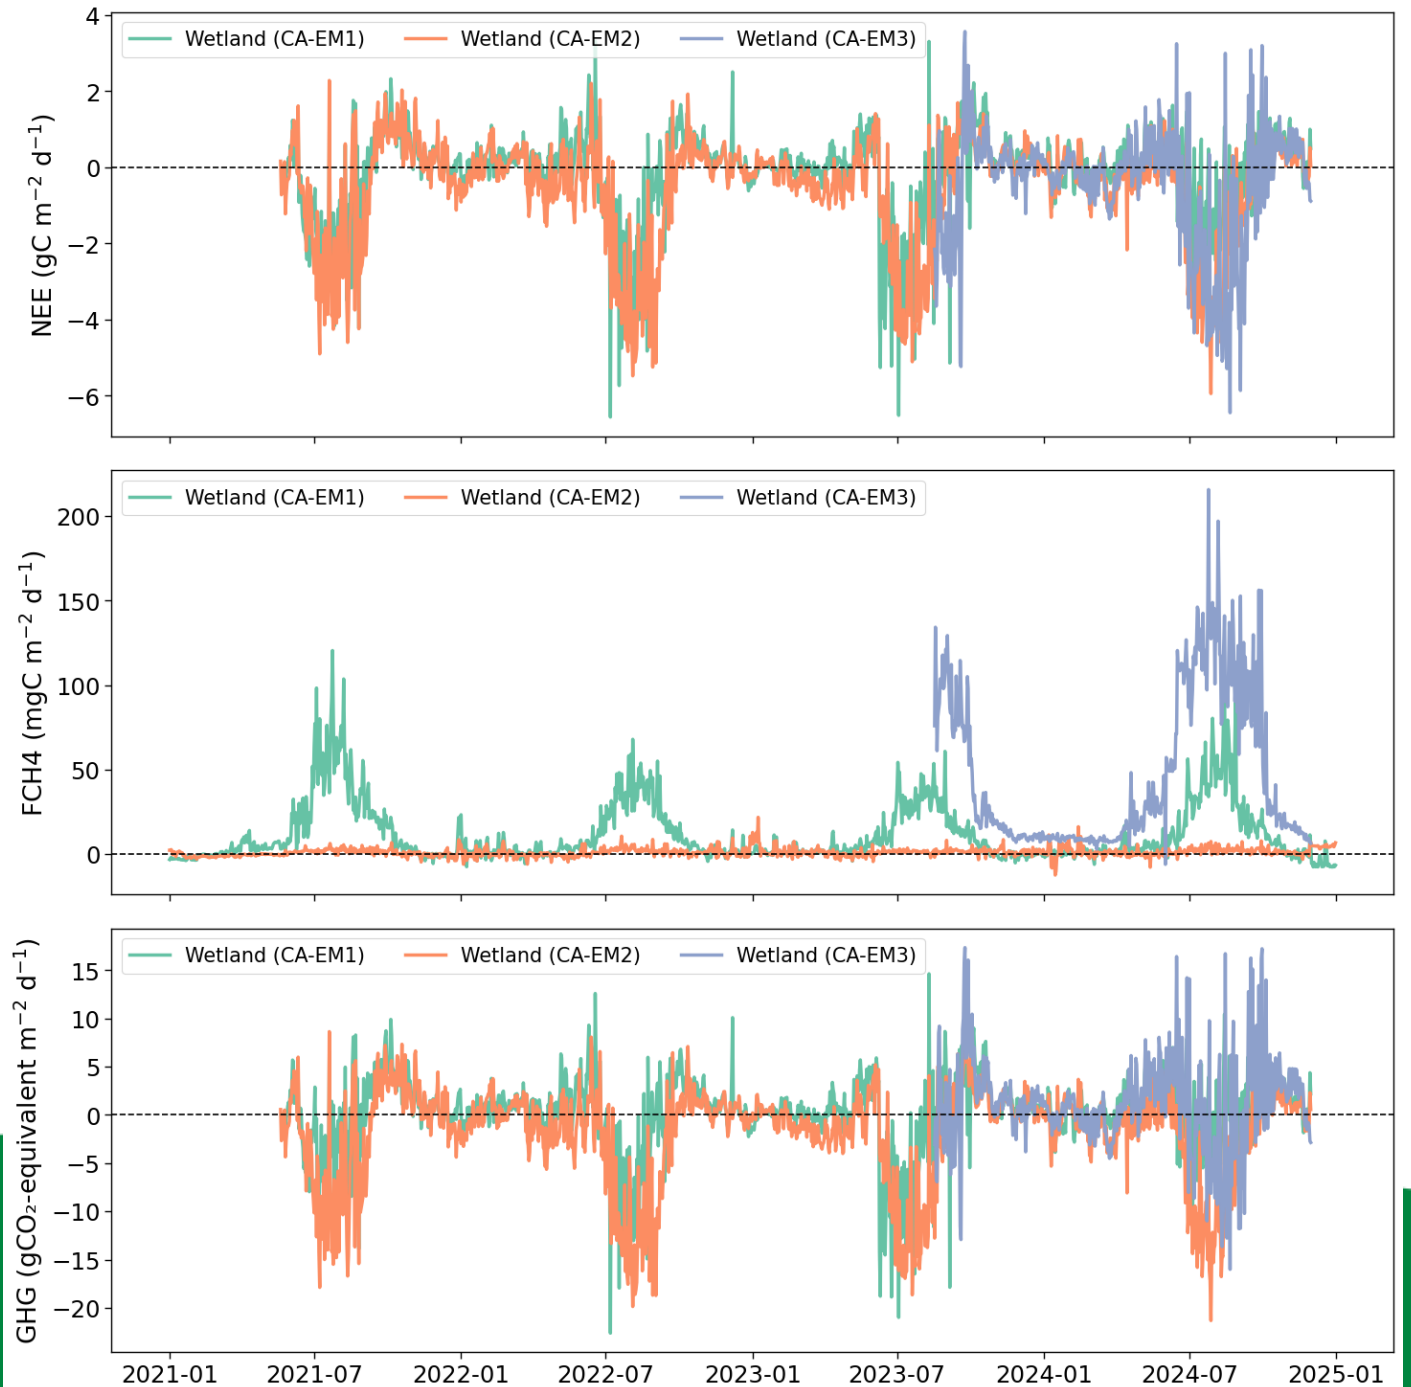 4
2
0
−2
−4
−6
NEE (gC m⁻² d⁻¹)
Wetland (CA-EM1) Wetland (CA-EM2) Wetland (CA-EM3)
200
150
100
50
0
FCH4 (mgC m⁻² d⁻¹)
Wetland (CA-EM1) Wetland (CA-EM2) Wetland (CA-EM3)
15
10
5
0
−5
−10
−15
−20
GHG (gCO₂-equivalent m⁻² d⁻¹)
Wetland (CA-EM1) Wetland (CA-EM2) Wetland (CA-EM3)
2021-01 2021-07 2022-01 2022-07 2023-01 2023-07 2024-01 2024-07 2025-01